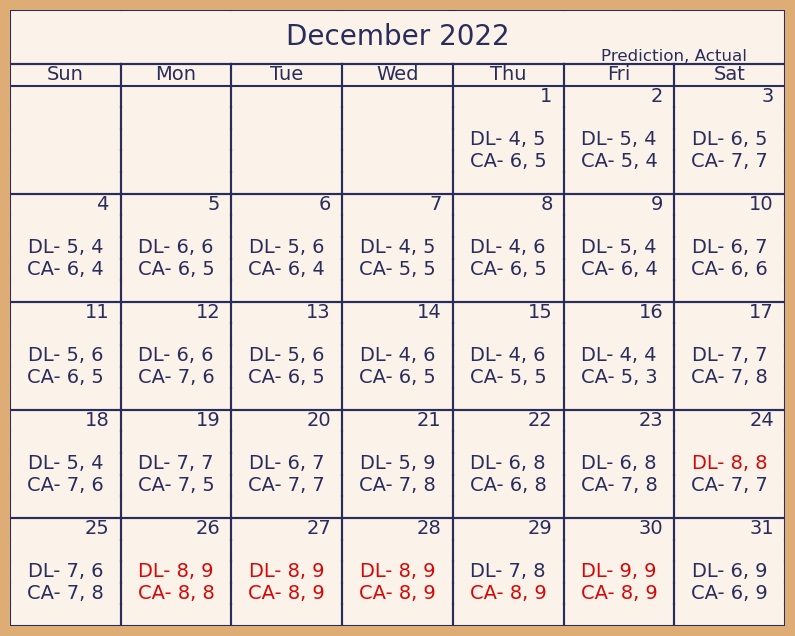 December 2022
Prediction, Actual
Sun Mon Tue Wed Thu Fri Sat
1 2 3
DL- 4, 5 DL- 5, 4 DL- 6, 5
CA- 6, 5 CA- 5, 4 CA- 7, 7
4 5 6 7 8 9 10
DL- 5, 4 DL- 6, 6 DL- 5, 6 DL- 4, 5 DL- 4, 6 DL- 5, 4 DL- 6, 7
CA- 6, 4 CA- 6, 5 CA- 6, 4 CA- 5, 5 CA- 6, 5 CA- 6, 4 CA- 6, 6
11 12 13 14 15 16 17
DL- 5, 6 DL- 6, 6 DL- 5, 6 DL- 4, 6 DL- 4, 6 DL- 4, 4 DL- 7, 7
CA- 6, 5 CA- 7, 6 CA- 6, 5 CA- 6, 5 CA- 5, 5 CA- 5, 3 CA- 7, 8
18 19 20 21 22 23 24
DL- 5, 4 DL- 7, 7 DL- 6, 7 DL- 5, 9 DL- 6, 8 DL- 6, 8 DL- 8, 8
CA- 7, 6 CA- 7, 5 CA- 7, 7 CA- 7, 8 CA- 6, 8 CA- 7, 8 CA- 7, 7
25 26 27 28 29 30 31
DL- 7, 6 DL- 8, 9 DL- 8, 9 DL- 8, 9 DL- 7, 8 DL- 9, 9 DL- 6, 9
CA- 7, 8 CA- 8, 8 CA- 8, 9 CA- 8, 9 CA- 8, 9 CA- 8, 9 CA- 6, 9